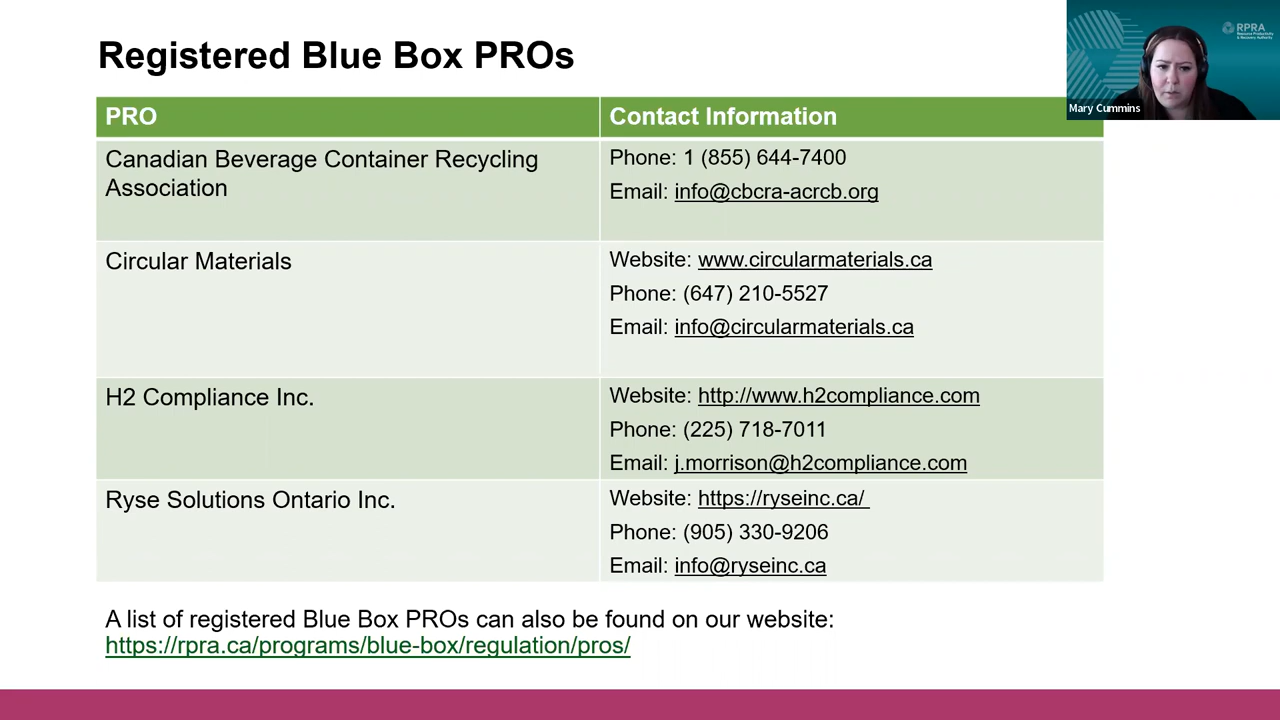 Registered Blue Box PROs
RPRA
Resource Productivity
& Recovery Authority
Mary Cummins
PRO
Contact Information
Canadian Beverage Container Recycling
Association
Phone: 1 (855) 644-7400
Email: info@cbcra-acrcb.org
Circular Materials
Website: www.circularmaterials.ca
Phone: (647) 210-5527
Email: info@circularmaterials.ca
H2 Compliance Inc.
Website: http://www.h2compliance.com
Phone: (225) 718-7011
Email: j.morrison@h2compliance.com
Ryse Solutions Ontario Inc.
Website: https://ryseinc.ca/
Phone: (905) 330-9206
Email: info@ryseinc.ca
A list of registered Blue Box PROs can also be found on our website:
https://rpra.ca/programs/blue-box/regulation/pros/